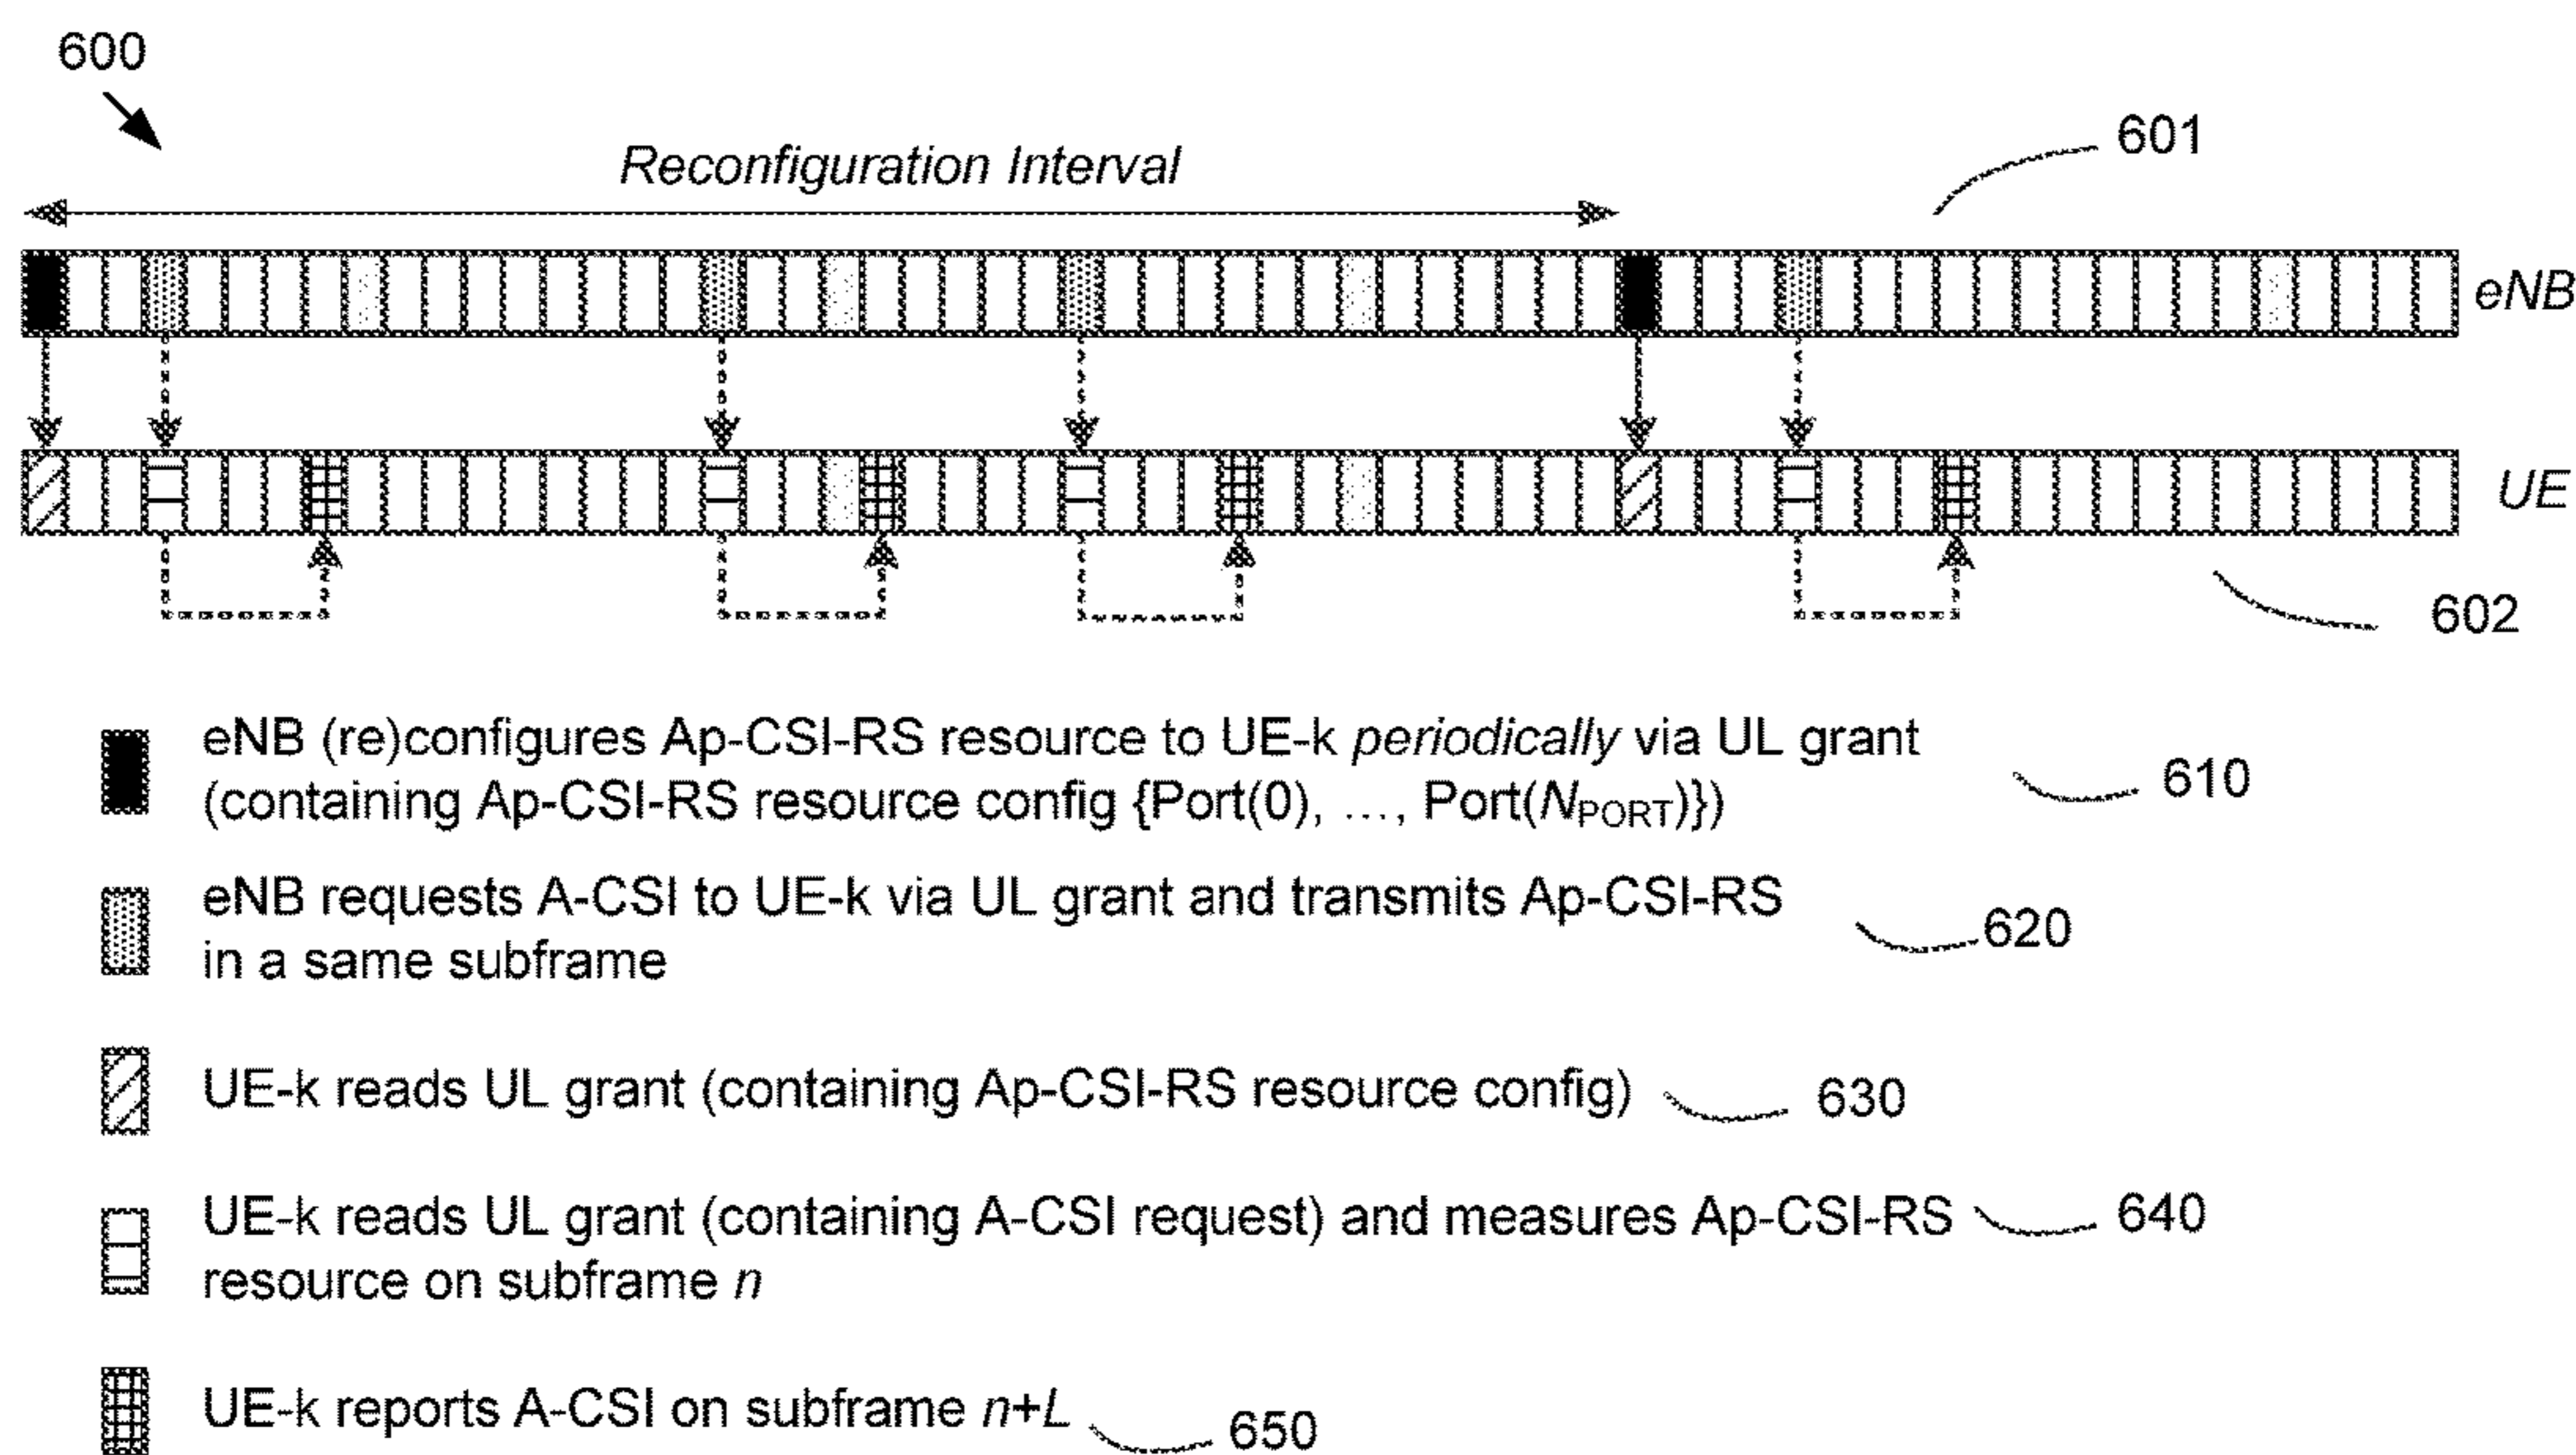 600
601
Reconfiguration Interval
eNB
UE
602
eNB (re)configures Ap-CSI-RS resource to UE-k periodically via UL grant
(containing Ap-CSI-RS resource config {Port(0), ..., Port(NPORT)})
610
eNB requests A-CSI to UE-k via UL grant and transmits Ap-CSI-RS
in a same subframe
620
UE-k reads UL grant (containing Ap-CSI-RS resource config)
630
UE-k reads UL grant (containing A-CSI request) and measures Ap-CSI-RS
resource on subframe n
640
UE-k reports A-CSI on subframe n+L
650